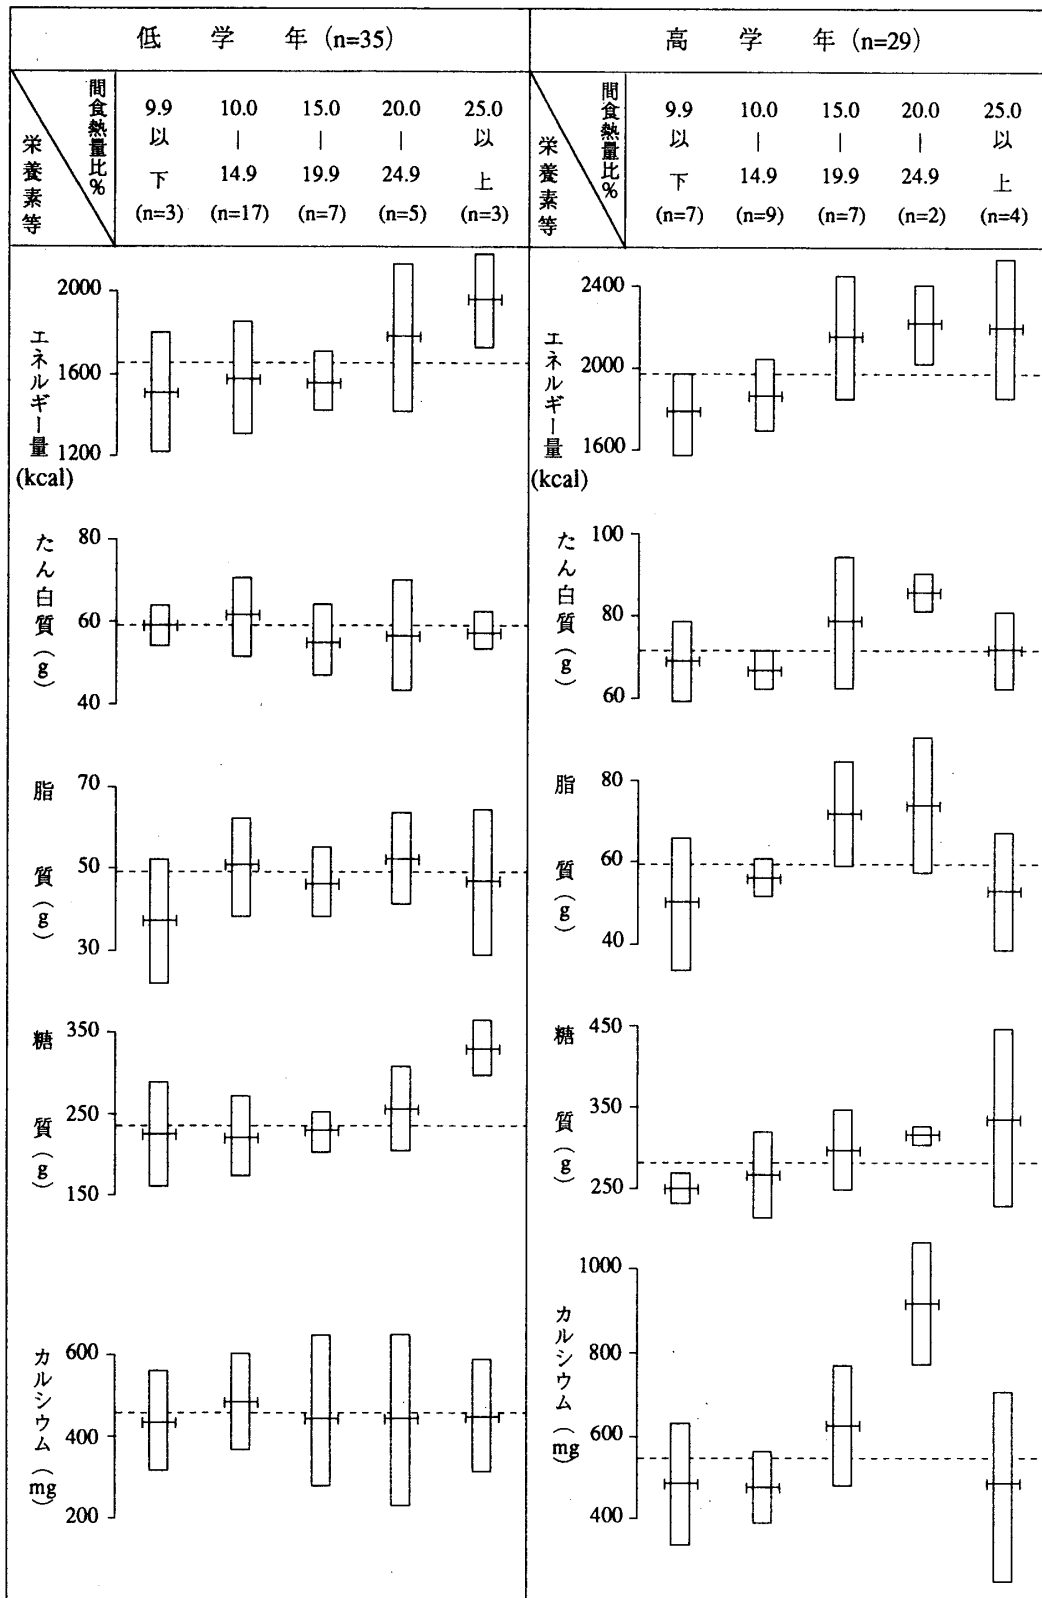 低 学 年 (n=35)
高 学 年 (n=29)
間食熱量比%
栄養素等
9.9以下 (n=3)
10.0|14.9 (n=17)
15.0|19.9 (n=7)
20.0|24.9 (n=5)
25.0以上 (n=3)
間食熱量比%
栄養素等
9.9以下 (n=7)
10.0|14.9 (n=9)
15.0|19.9 (n=7)
20.0|24.9 (n=2)
25.0以上 (n=4)
エネルギー量 (kcal)
2000
1600
1200
たん白質(g)
80
60
40
脂質(g)
70
50
30
糖質(g)
350
250
150
カルシウム(mg)
600
400
200
エネルギー量 (kcal)
2400
2000
1600
たん白質(g)
100
80
60
脂質(g)
80
60
40
糖質(g)
450
350
250
カルシウム(mg)
1000
800
600
400